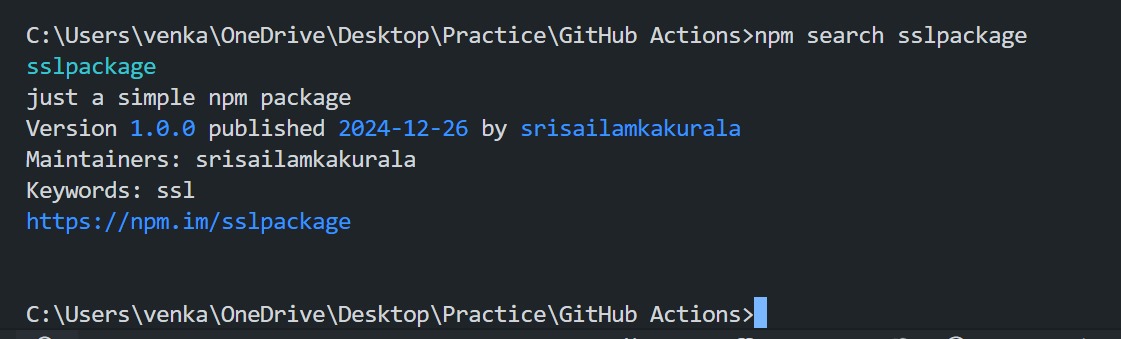 C:\Users\venka\OneDrive\Desktop\Practice\GitHub Actions>npm search sslpackage
sslpackage
just a simple npm package
Version 1.0.0 published 2024-12-26 by srisailamkakurala
Maintainers: srisailamkakurala
Keywords: ssl
https://npm.im/sslpackage
C:\Users\venka\OneDrive\Desktop\Practice\GitHub Actions>